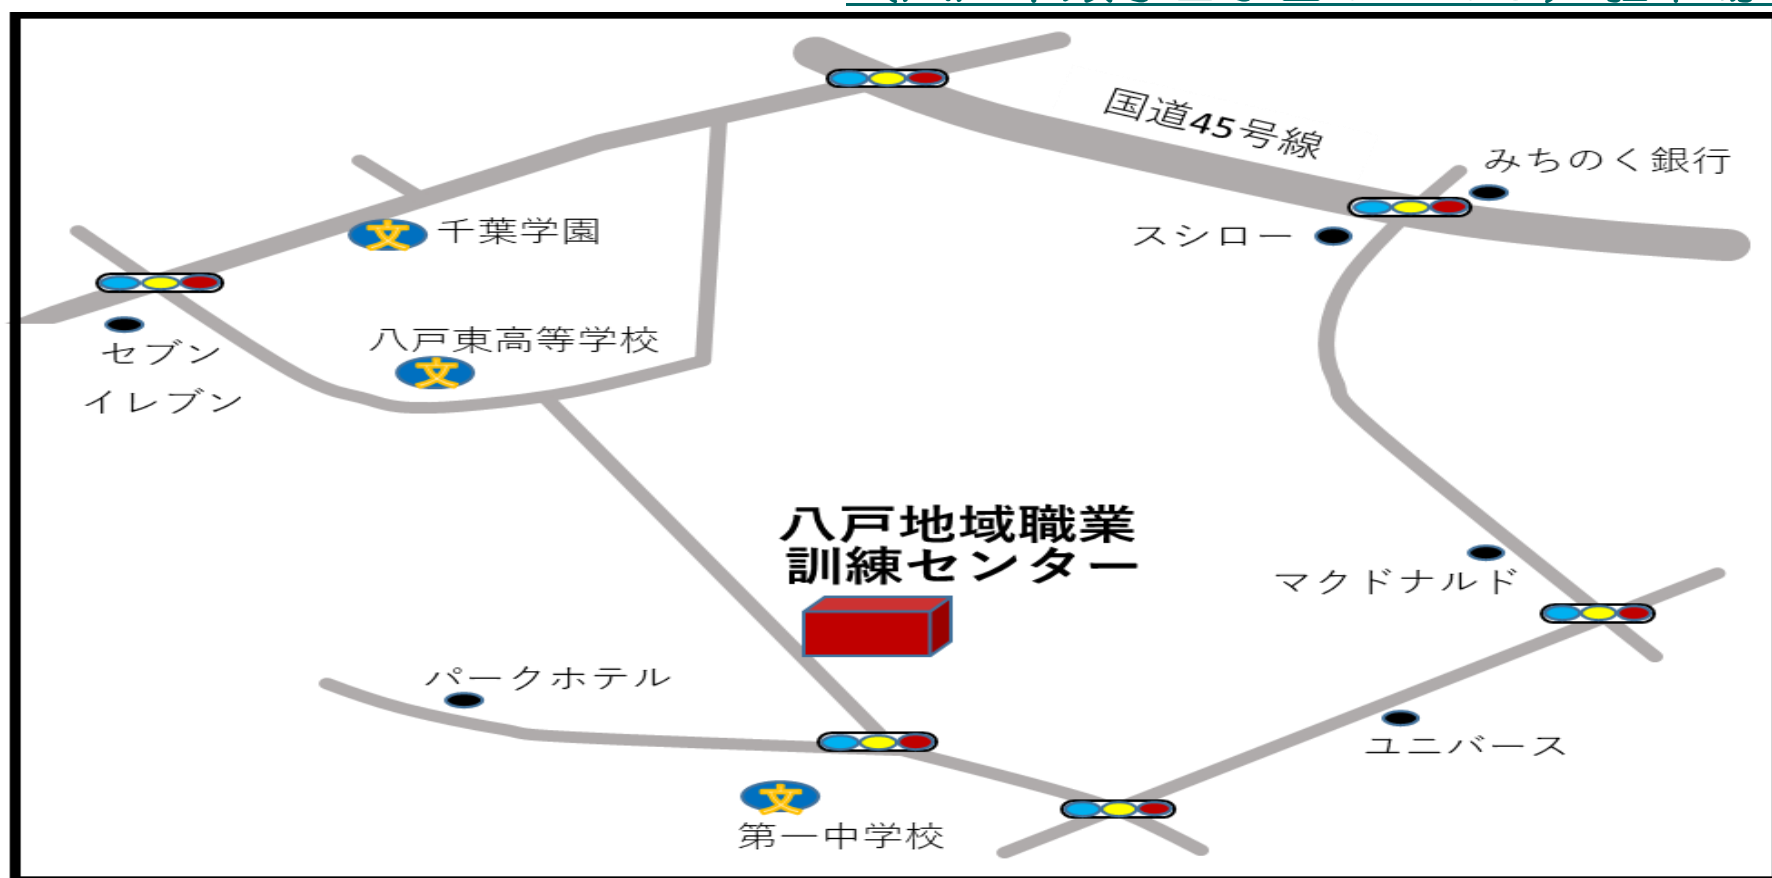 国道45号線
みちのく銀行
スシロー
千葉学園
八戸東高等学校
セブン
イレブン
八戸地域職業
訓練センター
マクドナルド
パークホテル
ユニバース
第一中学校
文
文
文